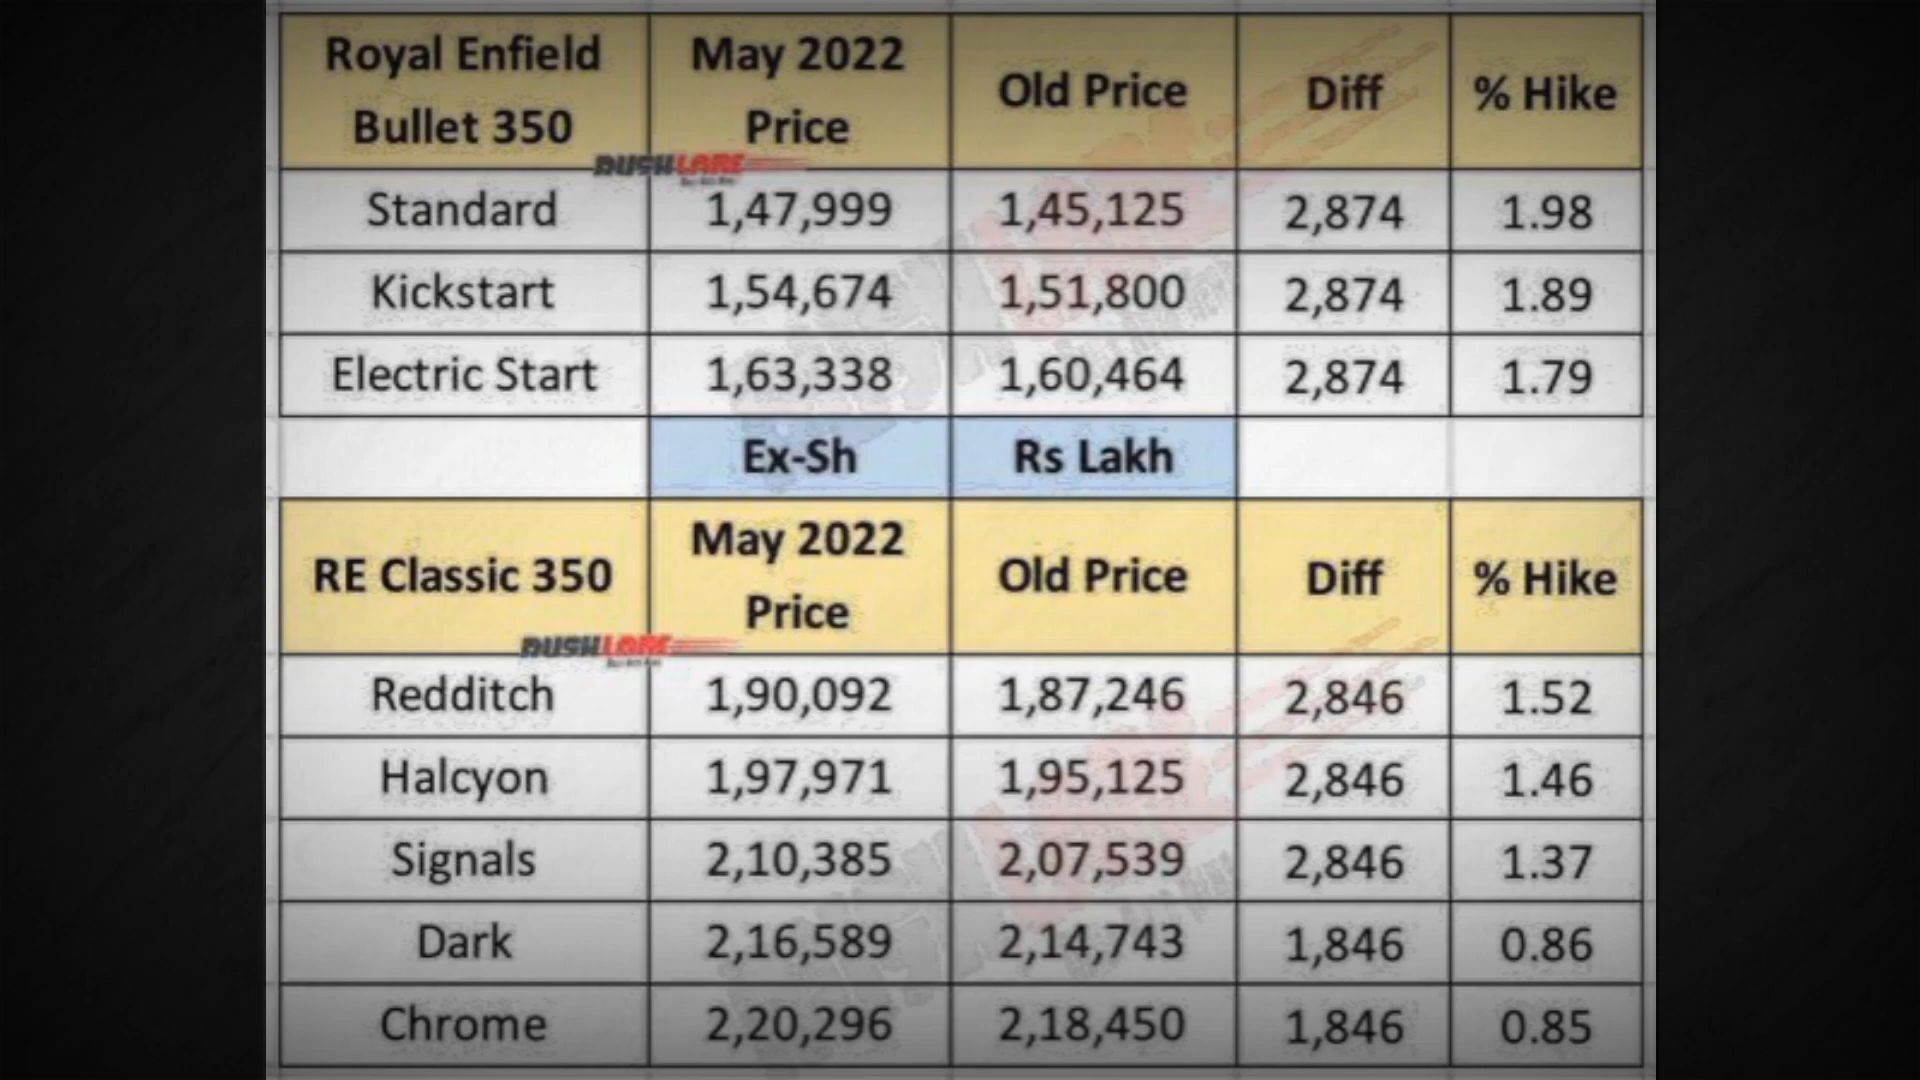 Royal Enfield Bullet 350 May 2022 Price Old Price Diff % Hike
RUSHLANE
Standard 1,47,999 1,45,125 2,874 1.98
Kickstart 1,54,674 1,51,800 2,874 1.89
Electric Start 1,63,338 1,60,464 2,874 1.79
Ex-Sh Rs Lakh
RE Classic 350 May 2022 Price Old Price Diff % Hike
RUSHLANE
Redditch 1,90,092 1,87,246 2,846 1.52
Halcyon 1,97,971 1,95,125 2,846 1.46
Signals 2,10,385 2,07,539 2,846 1.37
Dark 2,16,589 2,14,743 1,846 0.86
Chrome 2,20,296 2,18,450 1,846 0.85